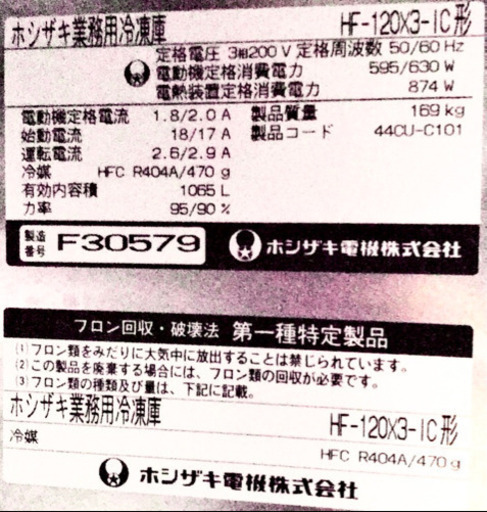 ホシザキ業務用冷凍庫 HF-120X3-1C形
定格電圧 3相200V 定格周波数 50/60 Hz
電動機定格消費電力 595/630 W
電熱装置定格消費電力 874 W
電動機定格電流 1.8/2.0 A 製品質量 169 kg
始動電流 18/17 A 製品コード 44CU-C101
運転電流 2.6/2.9 A
冷媒 HFC R404A/470 g
有効内容積 1065 L
力率 95/90 %
製造番号 F30579 ホシザキ電機株式会社
フロン回収・破壊法 第一種特定製品
(1)フロン類をみだりに大気中に放出することは禁じられています。
(2)この製品を廃棄する場合には、フロン類の回収が必要です。
(3)フロン類の種類及び量は、下記に記載。
ホシザキ業務用冷凍庫 HF-120X3-1C形
冷媒 HFC R404A/470 g
ホシザキ電機株式会社